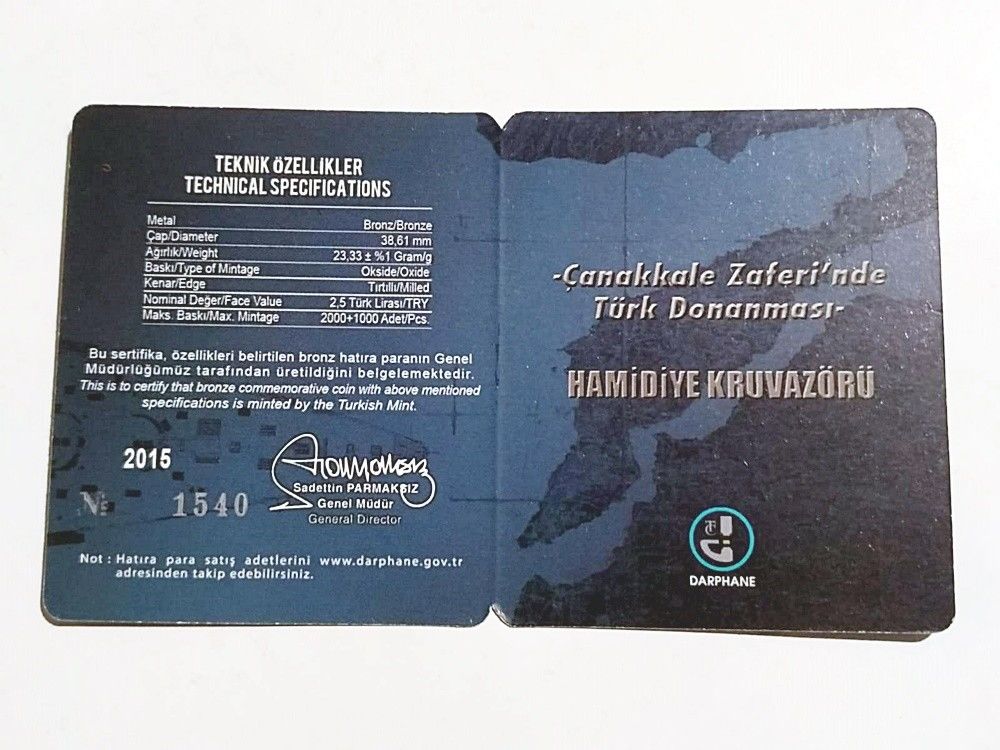 TEKNİK ÖZELLİKLER
TECHNICAL SPECIFICATIONS
Metal Bronz/Bronze
Çap/Diameter 38,61 mm
Ağırlık/Weight 23,33 ± %1 Gram/g
Baskı/Type of Mintage Okside/Oxide
Kenar/Edge Tırtıllı/Milled
Nominal Değer/Face Value 2,5 Türk Lirası/TRY
Maks. Baskı/Max. Mintage 2000+1000 Adet/Pcs.
Bu sertifika, özellikleri belirtilen bronz hatıra paranın Genel
Müdürlüğümüz tarafından üretildiğini belgelemektedir.
This is to certify that bronze commemorative coin with above mentioned
specifications is minted by the Turkish Mint.
2015
№ 1540
Sadettin PARMAKSIZ
Genel Müdür
General Director
Not : Hatıra para satış adetlerini www.darphane.gov.tr
adresinden takip edebilirsiniz.
-Çanakkale Zaferi'nde
Türk Donanması-
HAMİDİYE KRUVAZÖRÜ
DARPHANE